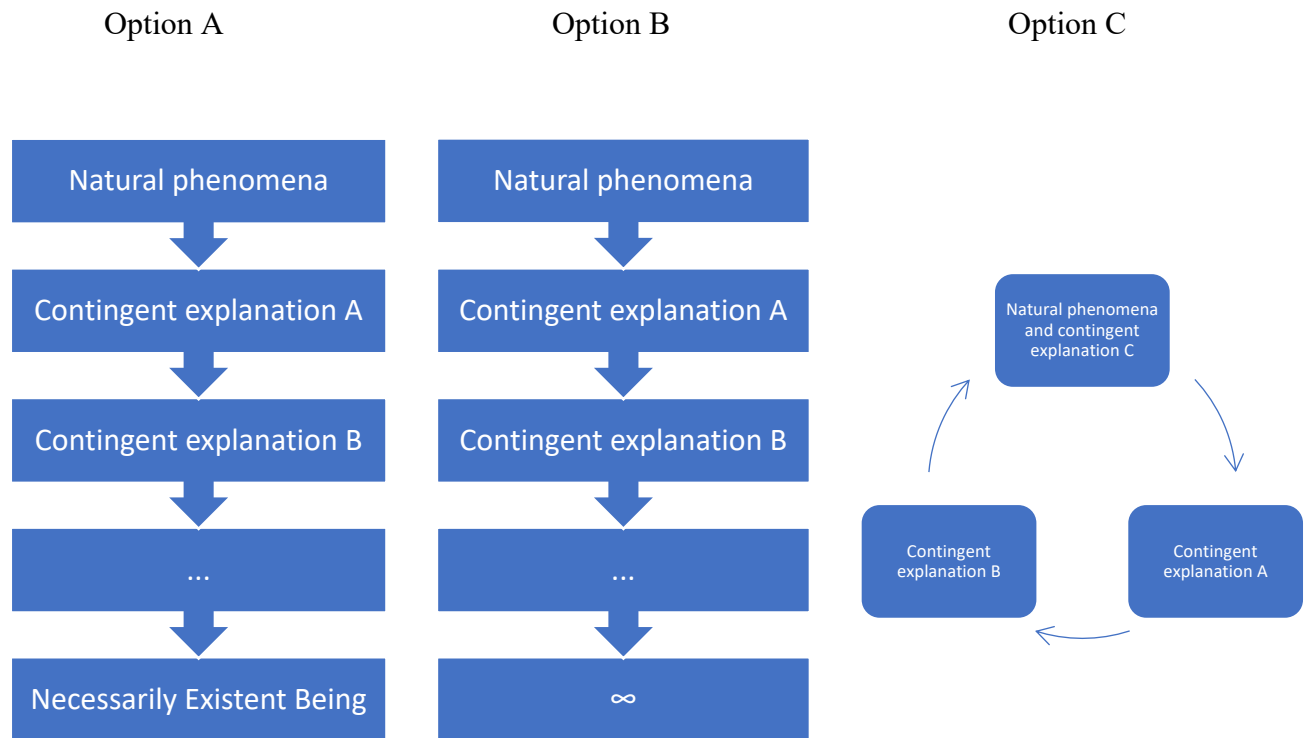 Option A
Option B
Option C
Natural phenomena
Contingent explanation A
Contingent explanation B
...
Necessarily Existent Being
Natural phenomena
Contingent explanation A
Contingent explanation B
...
∞
Natural phenomena
and contingent
explanation C
Contingent
explanation A
Contingent
explanation B